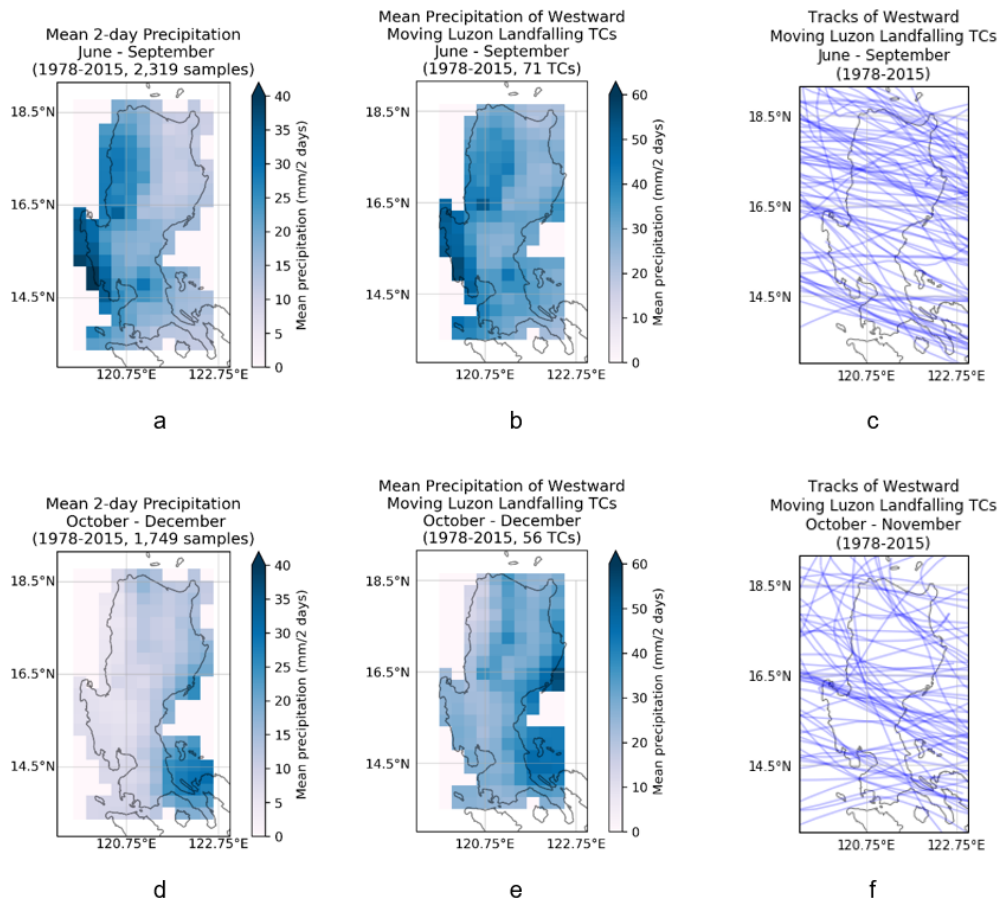 Mean 2-day Precipitation
June - September
(1978-2015, 2,319 samples)
18.5°N
16.5°N
14.5°N
120.75°E
122.75°E
40
35
30
25
20
15
10
5
0
Mean precipitation (mm/2 days)
a
Mean Precipitation of Westward
Moving Luzon Landfalling TCs
June - September
(1978-2015, 71 TCs)
18.5°N
16.5°N
14.5°N
120.75°E
122.75°E
60
50
40
30
20
10
0
Mean precipitation (mm/2 days)
b
Tracks of Westward
Moving Luzon Landfalling TCs
June - September
(1978-2015)
18.5°N
16.5°N
14.5°N
120.75°E
122.75°E
c
Mean 2-day Precipitation
October - December
(1978-2015, 1,749 samples)
18.5°N
16.5°N
14.5°N
120.75°E
122.75°E
40
35
30
25
20
15
10
5
0
Mean precipitation (mm/2 days)
d
Mean Precipitation of Westward
Moving Luzon Landfalling TCs
October - December
(1978-2015, 56 TCs)
18.5°N
16.5°N
14.5°N
120.75°E
122.75°E
60
50
40
30
20
10
0
Mean precipitation (mm/2 days)
e
Tracks of Westward
Moving Luzon Landfalling TCs
October - November
(1978-2015)
18.5°N
16.5°N
14.5°N
120.75°E
122.75°E
f